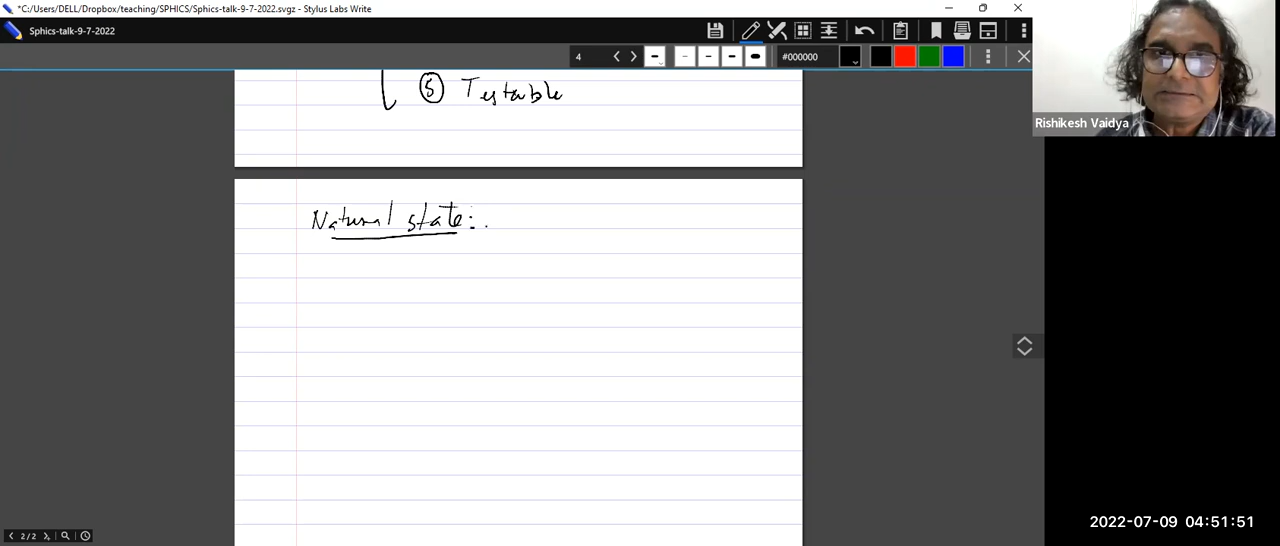 *C:/Users/DELL/Dropbox/teaching/SPHICS/Sphics-talk-9-7-2022.svgz - Stylus Labs Write
Sphics-talk-9-7-2022
4
#000000
⑤ Testable
Rishikesh Vaidya
Natural state:.
2022-07-09 04:51:51
2/2